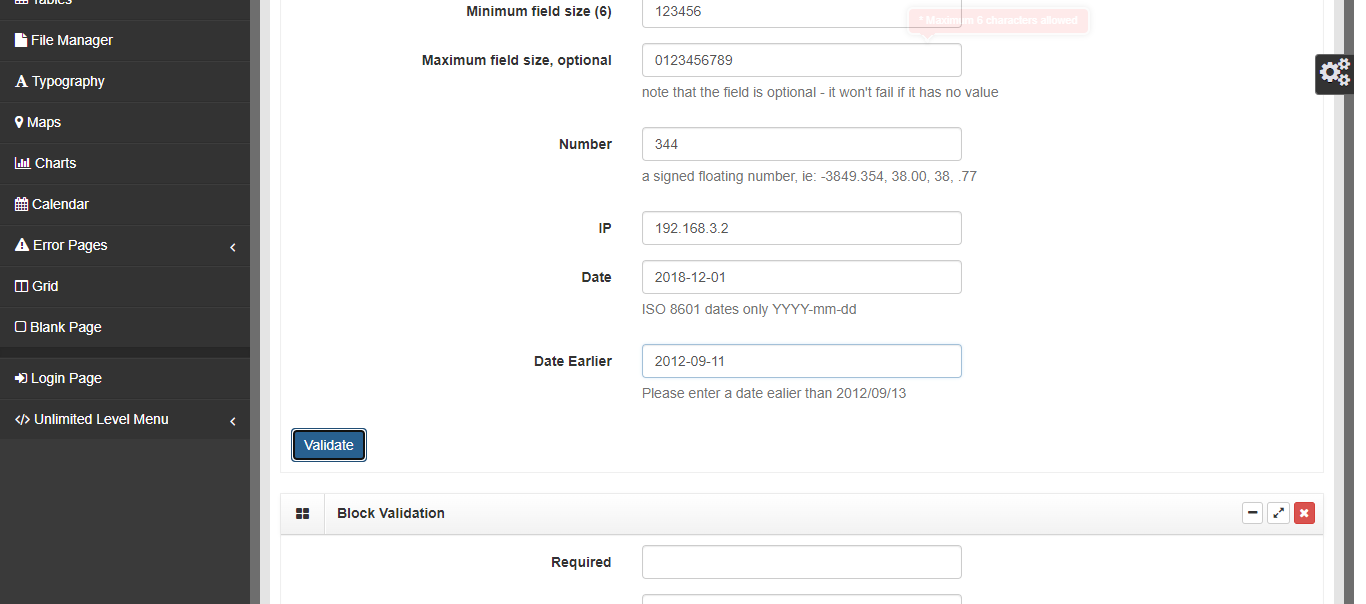 Tables
File Manager
Typography
Maps
Charts
Calendar
Error Pages
Grid
Blank Page
Login Page
Unlimited Level Menu
Minimum field size (6)
123456
* Maximum 6 characters allowed
Maximum field size, optional
0123456789
note that the field is optional - it won't fail if it has no value
Number
344
a signed floating number, ie: -3849.354, 38.00, 38, .77
IP
192.168.3.2
Date
2018-12-01
ISO 8601 dates only YYYY-mm-dd
Date Earlier
2012-09-11
Please enter a date ealier than 2012/09/13
Validate
Block Validation
Required